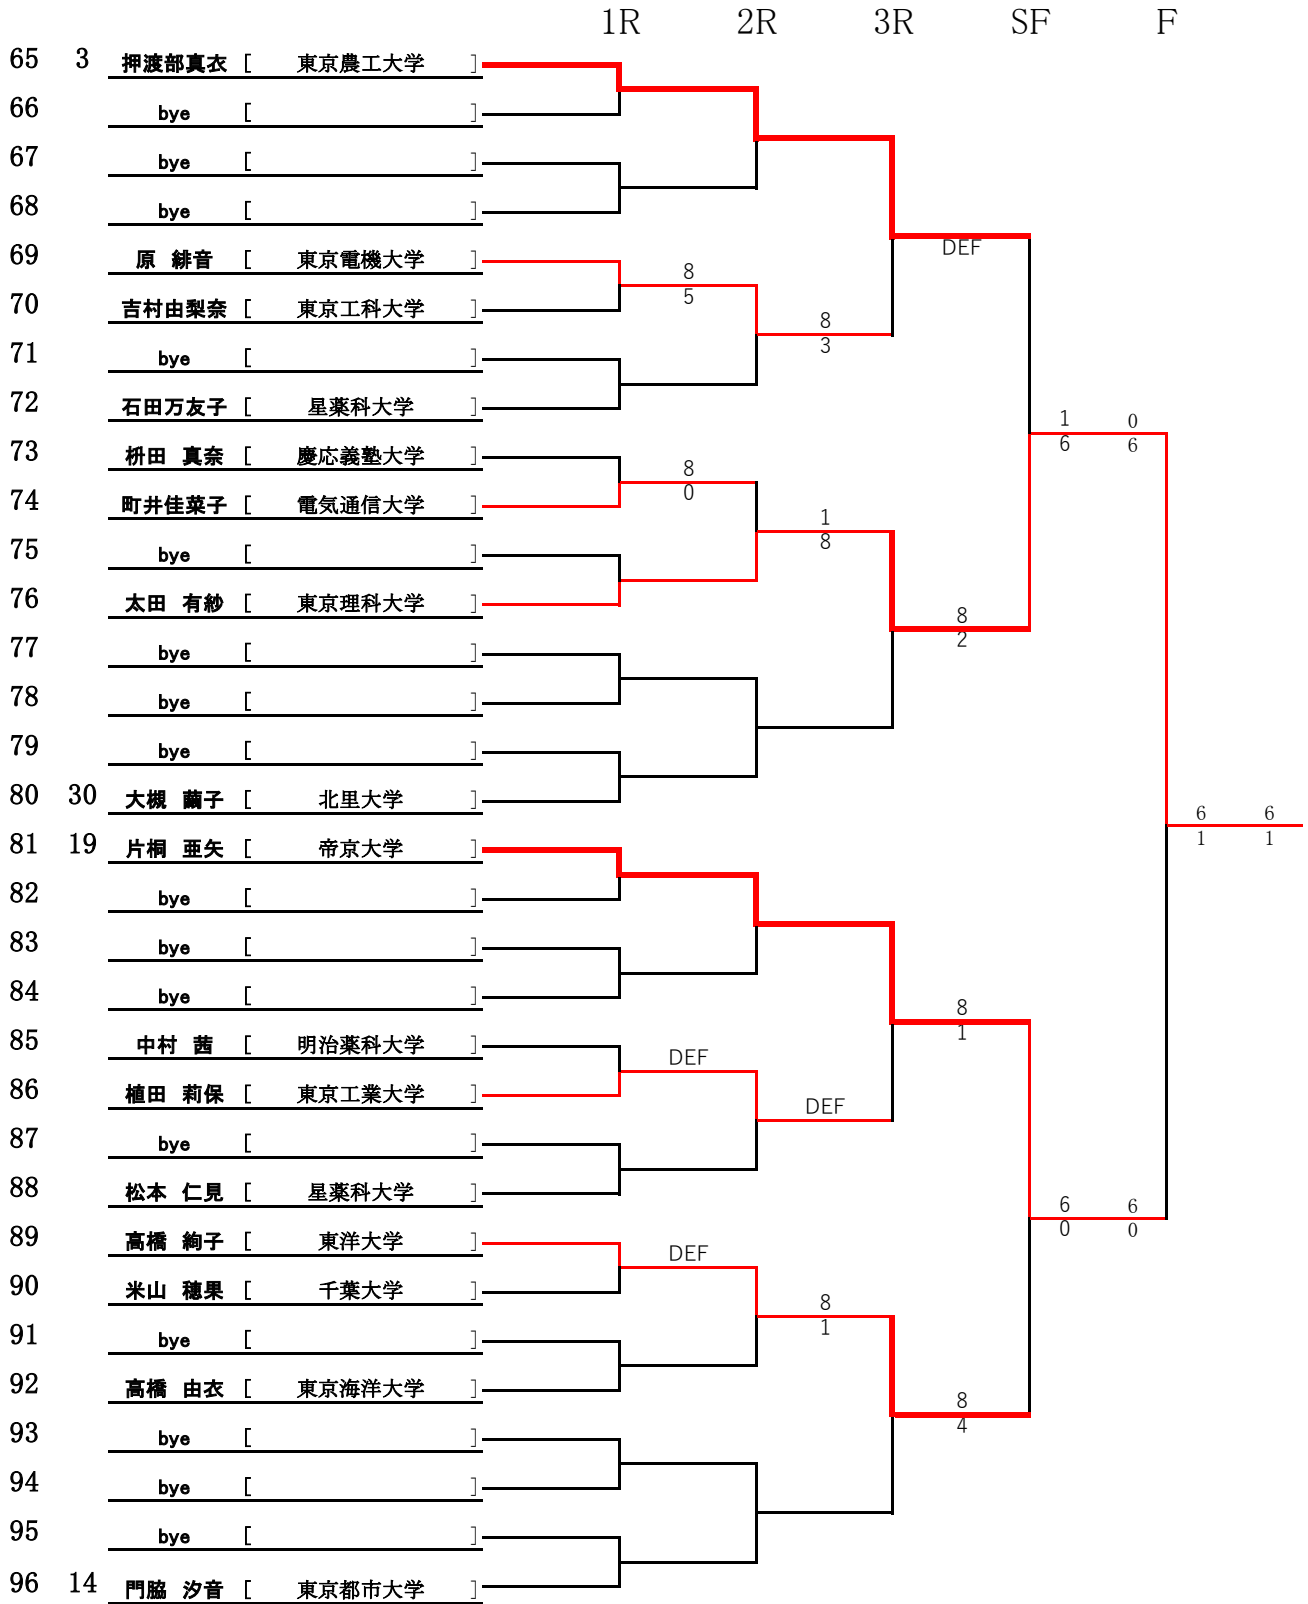 1R 2R 3R SF F
65 3 押渡部真衣 [ 東京農工大学 ]
66 bye [ ]
67 bye [ ]
68 bye [ ]
DEF
69 原 緋音 [ 東京電機大学 ]
8
5
70 吉村由梨奈 [ 東京工科大学 ]
8
3
71 bye [ ]
72 石田万友子 [ 星薬科大学 ]
1 0
6 6
73 枡田 真奈 [ 慶応義塾大学 ]
8
0
74 町井佳菜子 [ 電気通信大学 ]
1
8
75 bye [ ]
76 太田 有紗 [ 東京理科大学 ]
8
2
77 bye [ ]
78 bye [ ]
79 bye [ ]
80 30 大槻 繭子 [ 北里大学 ]
6 6
1 1
81 19 片桐 亜矢 [ 帝京大学 ]
82 bye [ ]
83 bye [ ]
84 bye [ ]
8
1
85 中村 茜 [ 明治薬科大学 ]
DEF
86 植田 莉保 [ 東京工業大学 ]
DEF
87 bye [ ]
88 松本 仁見 [ 星薬科大学 ]
6 6
0 0
89 高橋 絢子 [ 東洋大学 ]
DEF
90 米山 穂果 [ 千葉大学 ]
8
1
91 bye [ ]
92 高橋 由衣 [ 東京海洋大学 ]
8
4
93 bye [ ]
94 bye [ ]
95 bye [ ]
96 14 門脇 汐音 [ 東京都市大学 ]